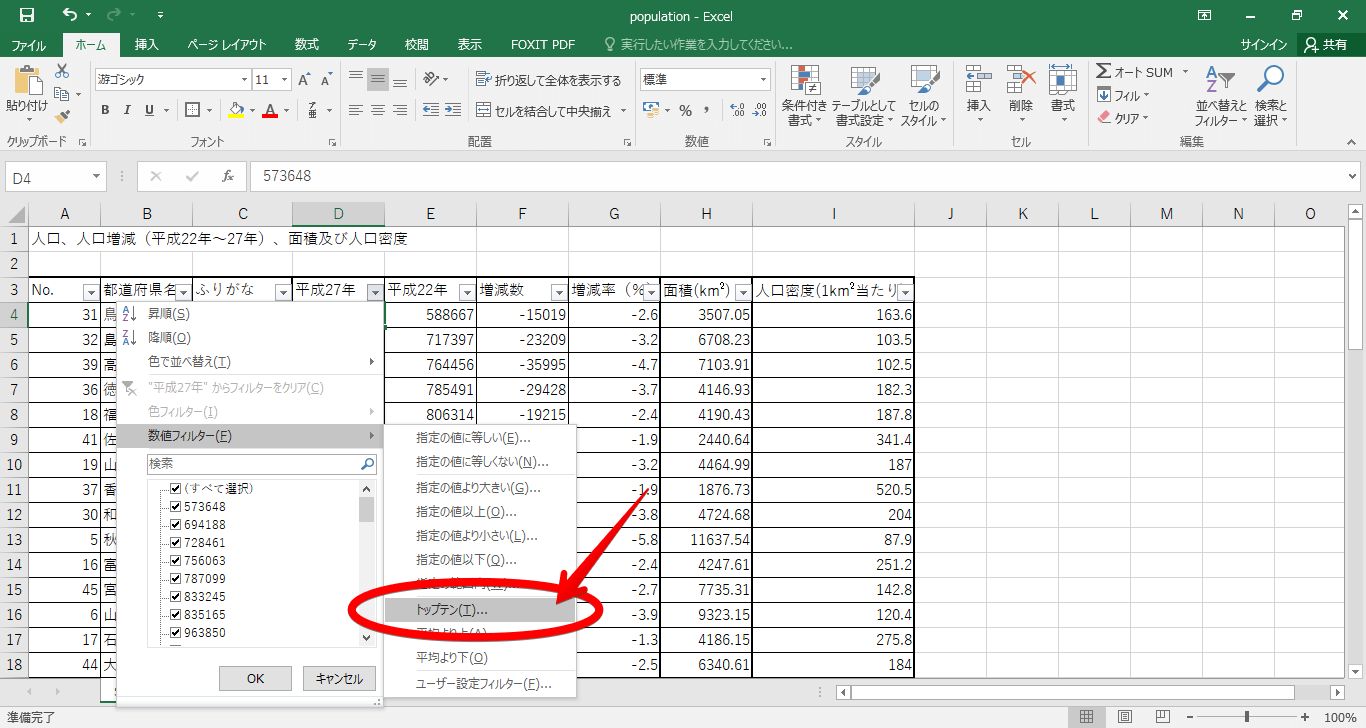 population - Excel
ファイル ホーム 挿入 ページ レイアウト 数式 データ 校閲 表示 FOXIT PDF 実行したい作業を入力してください... サインイン 共有
游ゴシック 11 折り返して全体を表示する 標準
貼り付け B I U セルを結合して中央揃え % 条件付き書式 テーブルとして書式設定 セルのスタイル 挿入 削除 書式 オート SUM フィル クリア 並べ替えとフィルター 検索と選択
クリップボード フォント 配置 数値 スタイル セル 編集
D4 fx 573648
A B C D E F G H I J K L M N O
1 人口、人口増減（平成22年～27年）、面積及び人口密度
2
3 No. 都道府県名 ふりがな 平成27年 平成22年 増減数 増減率（%） 面積(km²) 人口密度(1km²当たり
4 31 鳥 588667 -15019 -2.6 3507.05 163.6
5 32 島 717397 -23209 -3.2 6708.23 103.5
6 39 高 764456 -35995 -4.7 7103.91 102.5
7 36 徳 785491 -29428 -3.7 4146.93 182.3
8 18 福 806314 -19215 -2.4 4190.43 187.8
9 41 佐 -1.9 2440.64 341.4
10 19 山 -3.2 4464.99 187
11 37 香 -1.9 1876.73 520.5
12 30 和 -3.8 4724.68 204
13 5 秋 -5.8 11637.54 87.9
14 16 富 -2.4 4247.61 251.2
15 45 宮 -2.7 7735.31 142.8
16 6 山 -3.9 9323.15 120.4
17 17 石 -1.3 4186.15 275.8
18 44 大 -2.5 6340.61 184
昇順(S)
降順(O)
色で並べ替え(T)
"平成27年" からフィルターをクリア(C)
色フィルター(I)
数値フィルター(F)
検索
(すべて選択)
573648
694188
728461
756063
787099
833245
835165
963850
OK キャンセル
指定の値に等しい(E)...
指定の値に等しくない(N)...
指定の値より大きい(G)...
指定の値以上(O)...
指定の値より小さい(L)...
指定の値以下(Q)...
指定の範囲内(W)...
トップテン(T)...
平均より上(A)
平均より下(O)
ユーザー設定フィルター(F)...
準備完了 100%